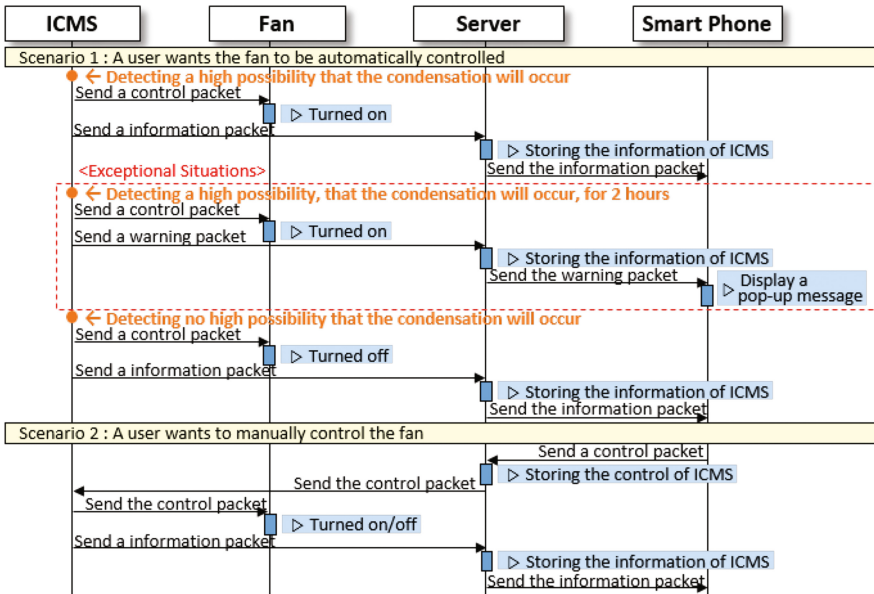 ICMS Fan Server Smart Phone
Scenario 1 : A user wants the fan to be automatically controlled
← Detecting a high possibility that the condensation will occur
Send a control packet
▷ Turned on
Send a information packet
▷ Storing the information of ICMS
Send the information packet
<Exceptional Situations>
← Detecting a high possibility, that the condensation will occur, for 2 hours
Send a control packet
▷ Turned on
Send a warning packet
▷ Storing the information of ICMS
Send the warning packet
▷ Display a
pop-up message
← Detecting no high possibility that the condensation will occur
Send a control packet
▷ Turned off
Send a information packet
▷ Storing the information of ICMS
Send the information packet
Scenario 2 : A user wants to manually control the fan
Send a control packet
▷ Storing the control of ICMS
Send the control packet
Send the control packet
▷ Turned on/off
Send a information packet
▷ Storing the information of ICMS
Send the information packet